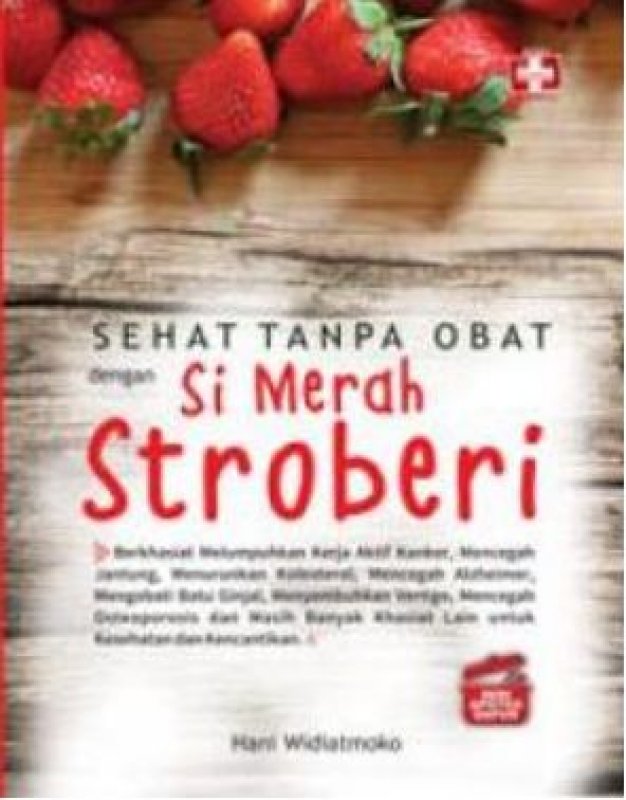 SEHAT TANPA OBAT
dengan Si Merah
Stroberi
Berkhasiat Melumpuhkan Kerja Aktif Kanker, Mencegah
Jantung, Menurunkan Kolesterol, Mencegah Alzheimer,
Mengobati Batu Ginjal, Menyembuhkan Vertigo, Mencegah
Osteoporosis dan Masih Banyak Khasiat Lain untuk
Kesehatan dan Kencantikan.
Hani Widiatmoko